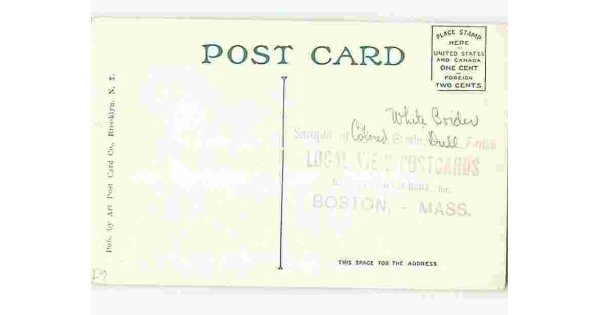 POST CARD
PLACE STAMP
HERE
UNITED STATES
AND CANADA
ONE CENT
FOREIGN
TWO CENTS
Pub. by Art Post Card Co., Brooklyn, N. Y.
White Border
Sample of Colored Grade Dull Finish
LOCAL VIEW POSTCARDS
BOSTON, - MASS.
THIS SPACE FOR THE ADDRESS